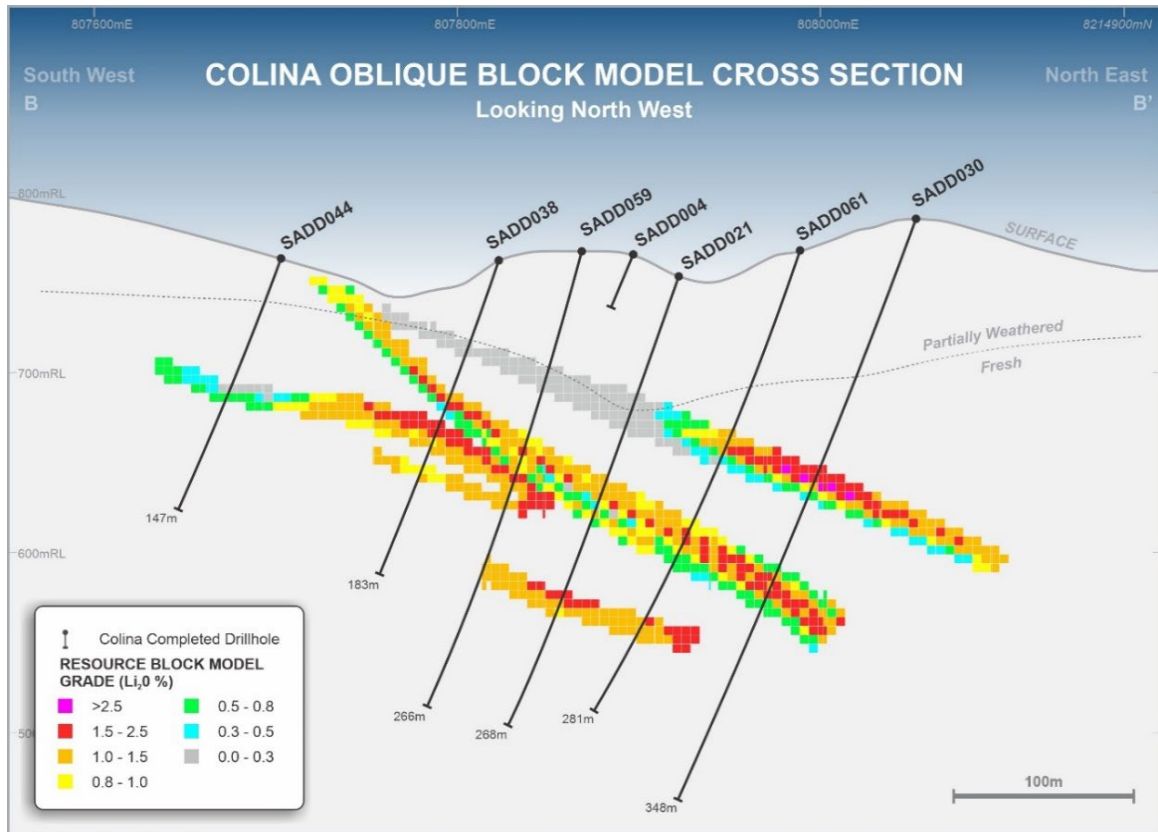 807600mE
807800mE
808000mE
8214900mN
South West
B
COLINA OBLIQUE BLOCK MODEL CROSS SECTION
Looking North West
North East
B'
800mRL
SADD044
SADD038
SADD059
SADD004
SADD021
SADD061
SADD030
SURFACE
Partially Weathered
Fresh
700mRL
600mRL
147m
183m
266m
268m
281m
348m
Colina Completed Drillhole
RESOURCE BLOCK MODEL
GRADE (Li₂0 %)
>2.5
0.5 - 0.8
1.5 - 2.5
0.3 - 0.5
1.0 - 1.5
0.0 - 0.3
0.8 - 1.0
100m